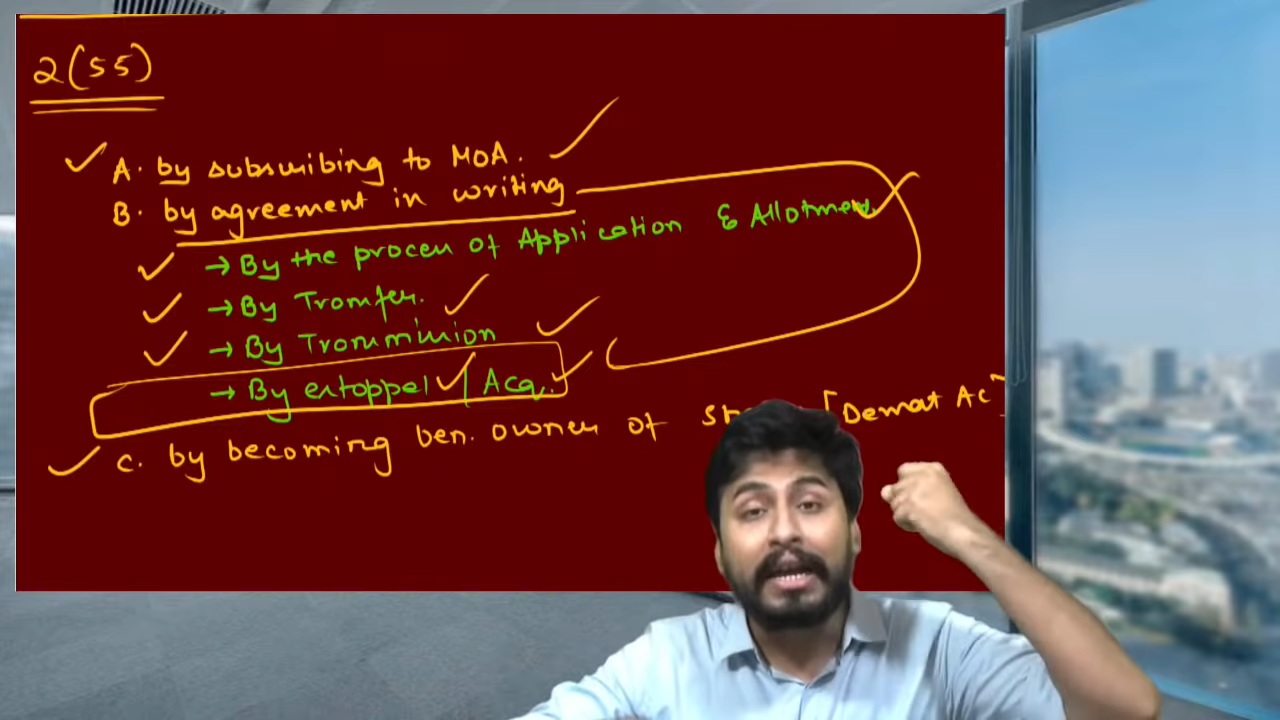 2(55)
A. by subscribing to MOA.
B. by agreement in writing
→ By the process of Application & Allotment.
→ By Transfer.
→ By Transmission
→ By estoppel / Acq.
C. by becoming ben. owner of [Demat AC]